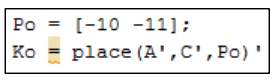 Po = [-10 -11];
Ko = place(A',C',Po)'